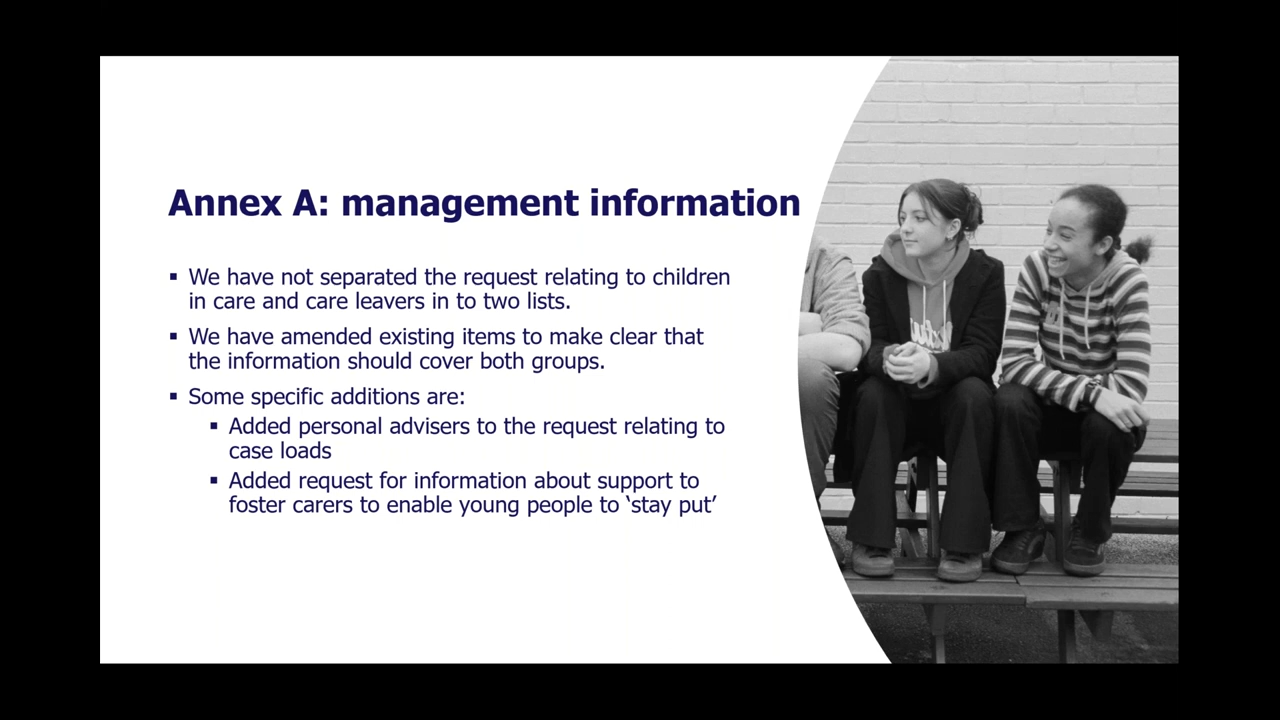 Annex A: management information
▪ We have not separated the request relating to children
in care and care leavers in to two lists.
▪ We have amended existing items to make clear that
the information should cover both groups.
▪ Some specific additions are:
▪ Added personal advisers to the request relating to
case loads
▪ Added request for information about support to
foster carers to enable young people to ‘stay put’